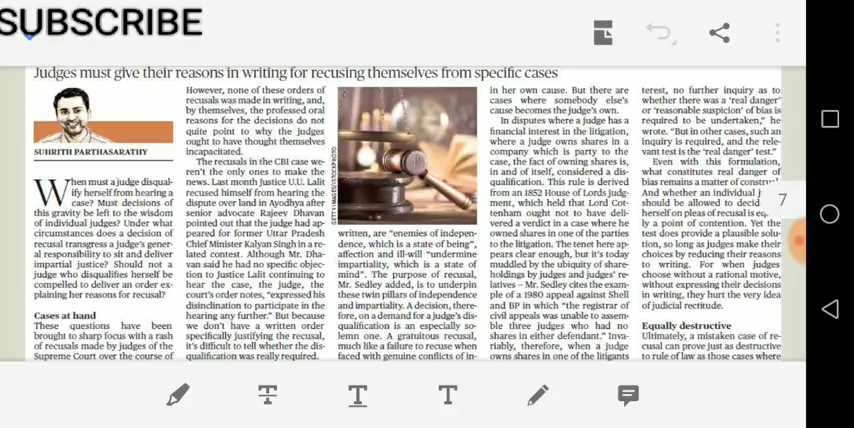 SUBSCRIBE
Judges must give their reasons in writing for recusing themselves from specific cases
SUHRITH PARTHASARATHY
When must a judge disqual-
ify herself from hearing a
case? Must decisions of
this gravity be left to the wisdom
of individual judges? Under what
circumstances does a decision of
recusal transgress a judge's gener-
al responsibility to sit and deliver
impartial justice? Should not a
judge who disqualifies herself be
compelled to deliver an order ex-
plaining her reasons for recusal?
Cases at hand
These questions have been
brought to sharp focus with a rash
of recusals made by judges of the
Supreme Court over the course of
However, none of these orders of
recusals was made in writing, and,
by themselves, the professed oral
reasons for the decisions do not
quite point to why the judges
ought to have thought themselves
incapacitated.
The recusals in the CBI case we-
ren't the only ones to make the
news. Last month Justice U.U. Lalit
recused himself from hearing the
dispute over land in Ayodhya after
senior advocate Rajeev Dhavan
pointed out that the judge had ap-
peared for former Uttar Pradesh
Chief Minister Kalyan Singh in a re-
lated contest. Although Mr. Dha-
van said he had no specific objec-
tion to Justice Lalit continuing to
hear the case, the judge, the
court's order notes, "expressed his
disinclination to participate in the
hearing any further." But because
we don't have a written order
specifically justifying the recusal,
it's difficult to tell whether the dis-
qualification was really required.
GETTY IMAGES/ISTOCKPHOTO
written, are "enemies of indepen-
dence, which is a state of being",
affection and ill-will "undermine
impartiality, which is a state of
mind". The purpose of recusal,
Mr. Sedley added, is to underpin
these twin pillars of independence
and impartiality. A decision, there-
fore, on a demand for a judge's dis-
qualification is an especially so-
lemn one. A gratuitous recusal,
much like a failure to recuse when
faced with genuine conflicts of in-
in her own cause. But there are
cases where somebody else's
cause becomes the judge's own.
In disputes where a judge has a
financial interest in the litigation,
where a judge owns shares in a
company which is party to the
case, the fact of owning shares is,
in and of itself, considered a dis-
qualification. This rule is derived
from an 1852 House of Lords judg-
ment, which held that Lord Cot-
tenham ought not to have deli-
vered a verdict in a case where he
owned shares in one of the parties
to the litigation. The tenet here ap-
pears clear enough, but it's today
muddled by the ubiquity of share-
holdings by judges and judges' re-
latives – Mr. Sedley cites the exam-
ple of a 1980 appeal against Shell
and BP in which "the registrar of
civil appeals was unable to assem-
ble three judges who had no
shares in either defendant." Inva-
riably, therefore, when a judge
owns shares in one of the litigants
terest, no further inquiry as to
whether there was a 'real danger'
or 'reasonable suspicion' of bias is
required to be undertaken," he
wrote. "But in other cases, such an
inquiry is required, and the rele-
vant test is the 'real danger' test."
Even with this formulation,
what constitutes real danger of
bias remains a matter of
And whether an individual
should be allowed to
herself on pleas of recusal is
ly a point of contention. Yet the
test does provide a plausible solu-
tion, so long as judges make their
choices by reducing their reasons
to writing. For when judges
choose without a rational motive,
without expressing their decisions
in writing, they hurt the very idea
of judicial rectitude.
Equally destructive
Ultimately, a mistaken case of re-
cusal can prove just as destructive
to rule of law as those cases where
7